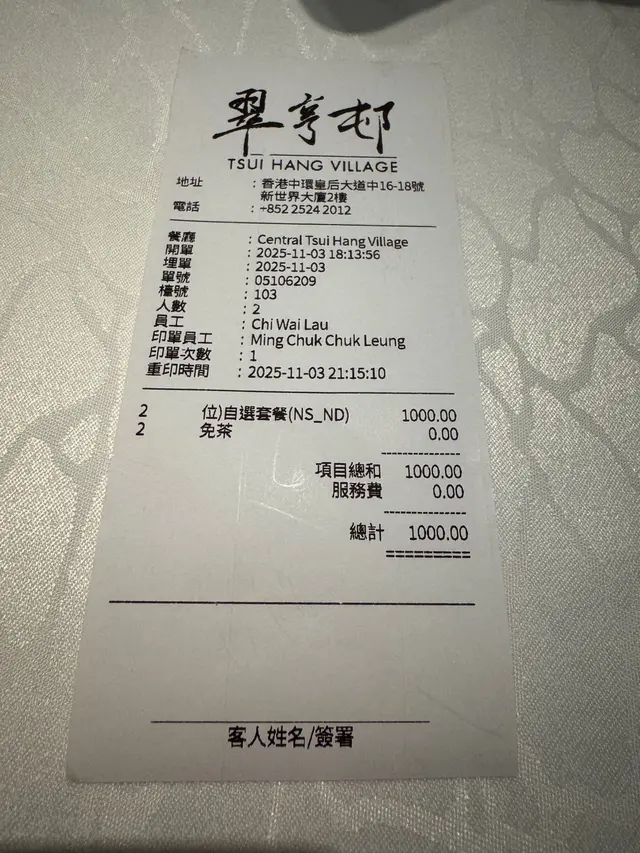 翠亨邨
TSUI HANG VILLAGE
地址 : 香港中環皇后大道中16-18號
新世界大廈2樓
電話 : +852 2524 2012
餐廳 : Central Tsui Hang Village
開單 : 2025-11-03 18:13:56
埋單 : 2025-11-03
單號 : 05106209
檯號 : 103
人數 : 2
員工 : Chi Wai Lau
印單員工 : Ming Chuk Chuk Leung
印單次數 : 1
重印時間 : 2025-11-03 21:15:10
2 位)自選套餐(NS_ND) 1000.00
2 免茶 0.00
項目總和 1000.00
服務費 0.00
總計 1000.00
客人姓名/簽署